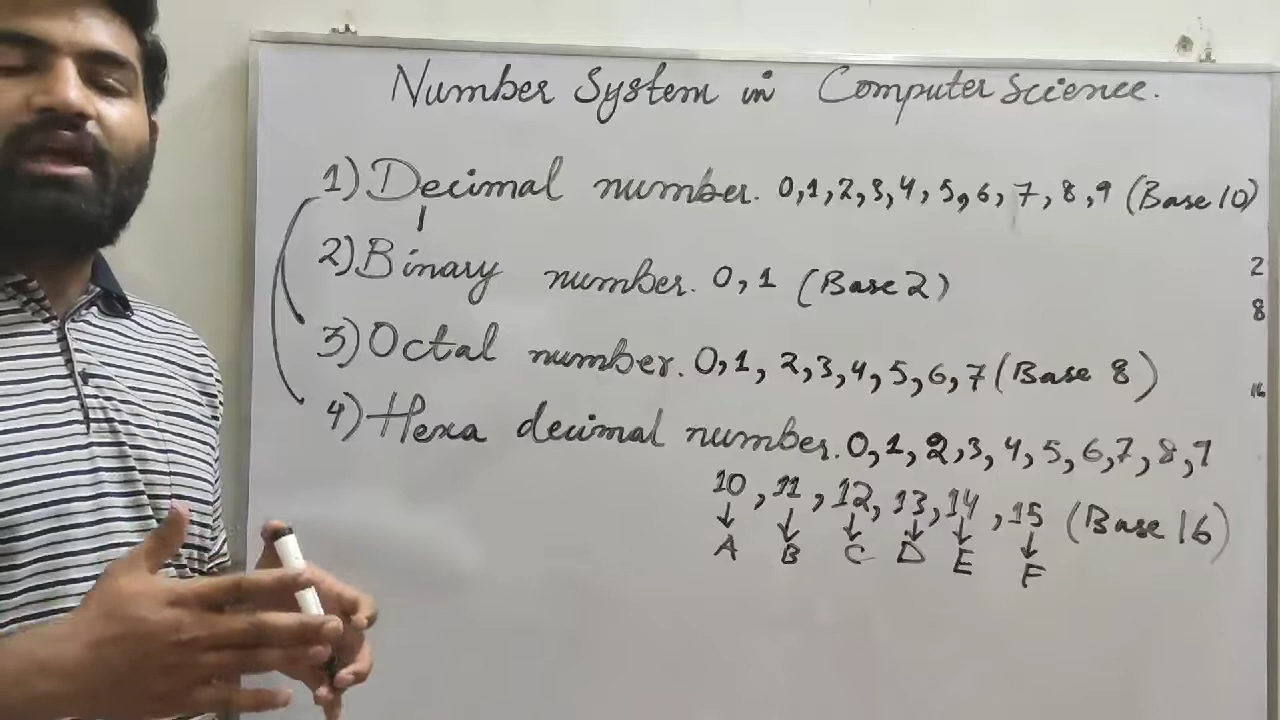 Number System in Computer Science.
1) Decimal number. 0,1,2,3,4,5,6,7,8,9 (Base 10)
2) Binary number. 0,1 (Base 2)
2
8
3) Octal number. 0,1,2,3,4,5,6,7 (Base 8)
16
4) Hexa decimal number. 0,1,2,3,4,5,6,7,8,9
10, 11, 12, 13, 14, 15 (Base 16)
A B C D E F